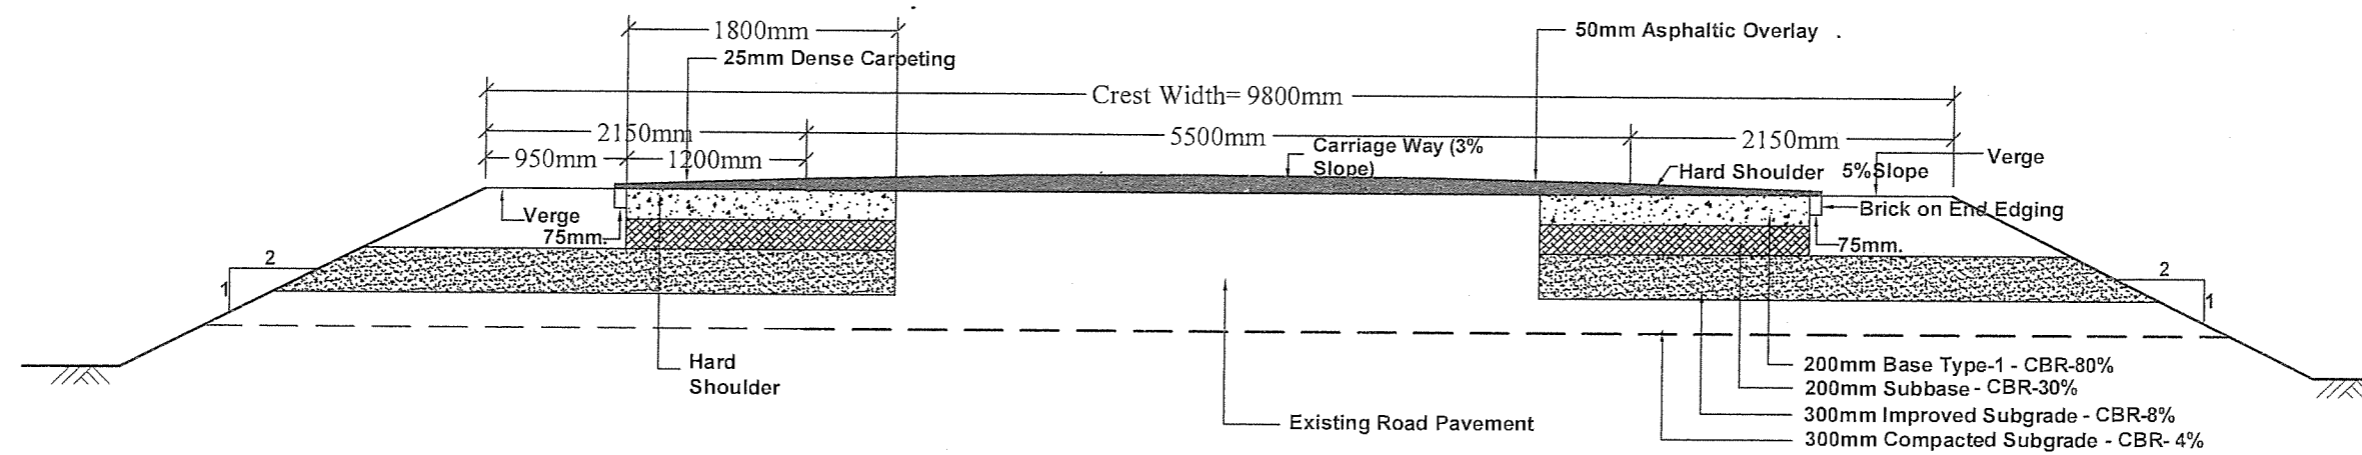 1800mm
50mm Asphaltic Overlay
25mm Dense Carpeting
Crest Width= 9800mm
2150mm
5500mm
2150mm
950mm
1200mm
Carriage Way (3%
Slope)
Verge
Hard Shoulder
5%Slope
Verge
75mm.
Brick on End Edging
75mm.
2
1
2
1
Hard
Shoulder
200mm Base Type-1 - CBR-80%
200mm Subbase - CBR-30%
300mm Improved Subgrade - CBR-8%
Existing Road Pavement
300mm Compacted Subgrade - CBR- 4%